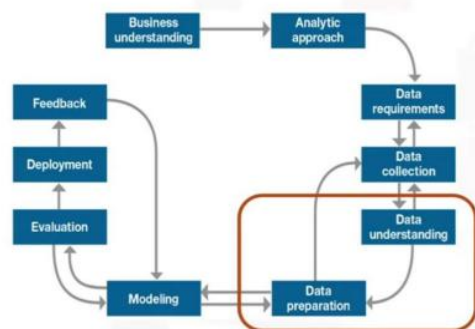 Business
understanding
Analytic
approach
Feedback
Data
requirements
Deployment
Data
collection
Evaluation
Data
understanding
Modeling
Data
preparation